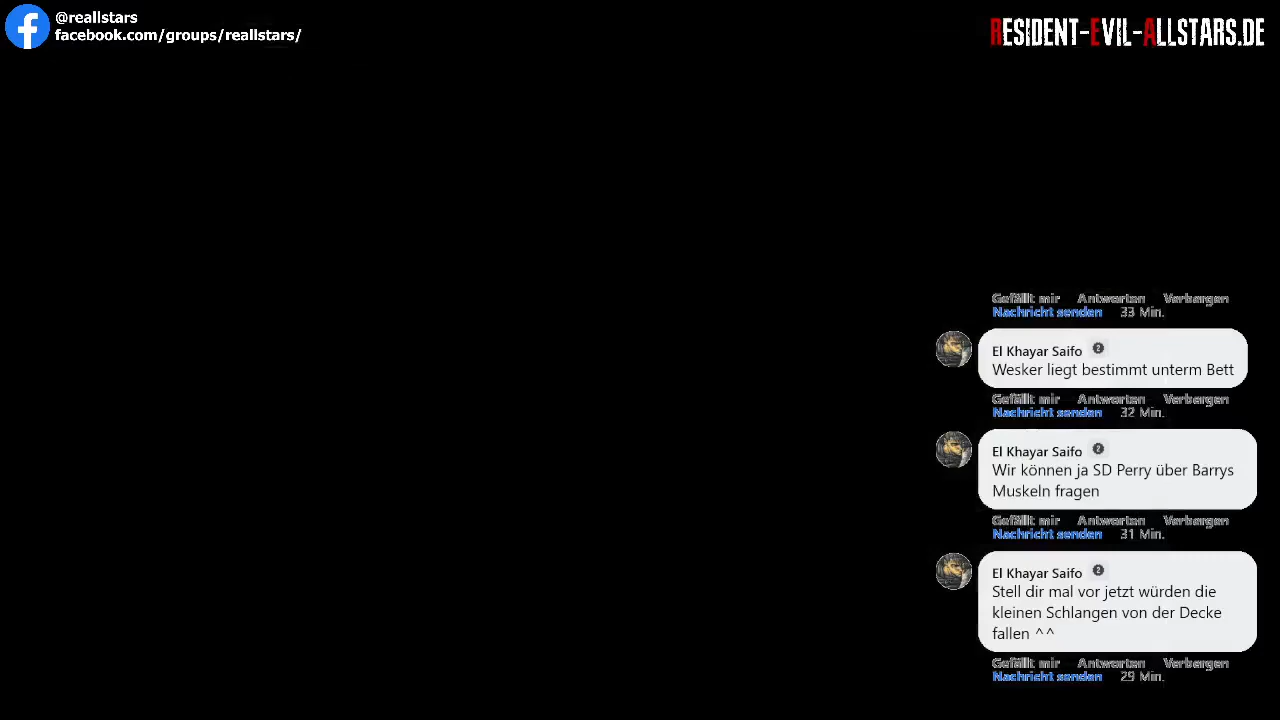 @reallstars
facebook.com/groups/reallstars/
RESIDENT-EVIL-ALLSTARS.DE
Gefällt mir Antworten Verbergen
Nachricht senden 33 Min.
El Khayar Saifo 2
Wesker liegt bestimmt unterm Bett
Gefällt mir Antworten Verbergen
Nachricht senden 32 Min.
El Khayar Saifo 2
Wir können ja SD Perry über Barrys
Muskeln fragen
Gefällt mir Antworten Verbergen
Nachricht senden 31 Min.
El Khayar Saifo 2
Stell dir mal vor jetzt würden die
kleinen Schlangen von der Decke
fallen ^^
Gefällt mir Antworten Verbergen
Nachricht senden 29 Min.